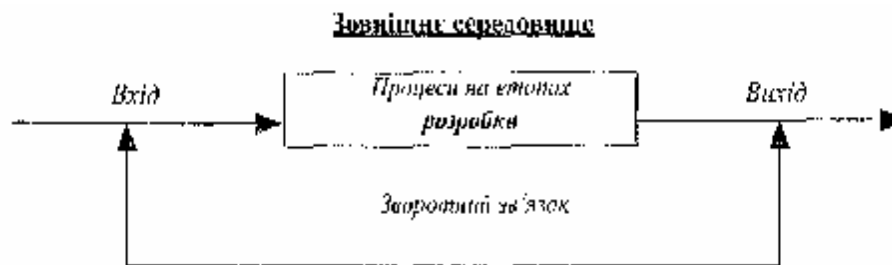 Зовнішнє середовище
Вхід
Процеси на етапах
розробки
Вихід
Зворотний зв'язок